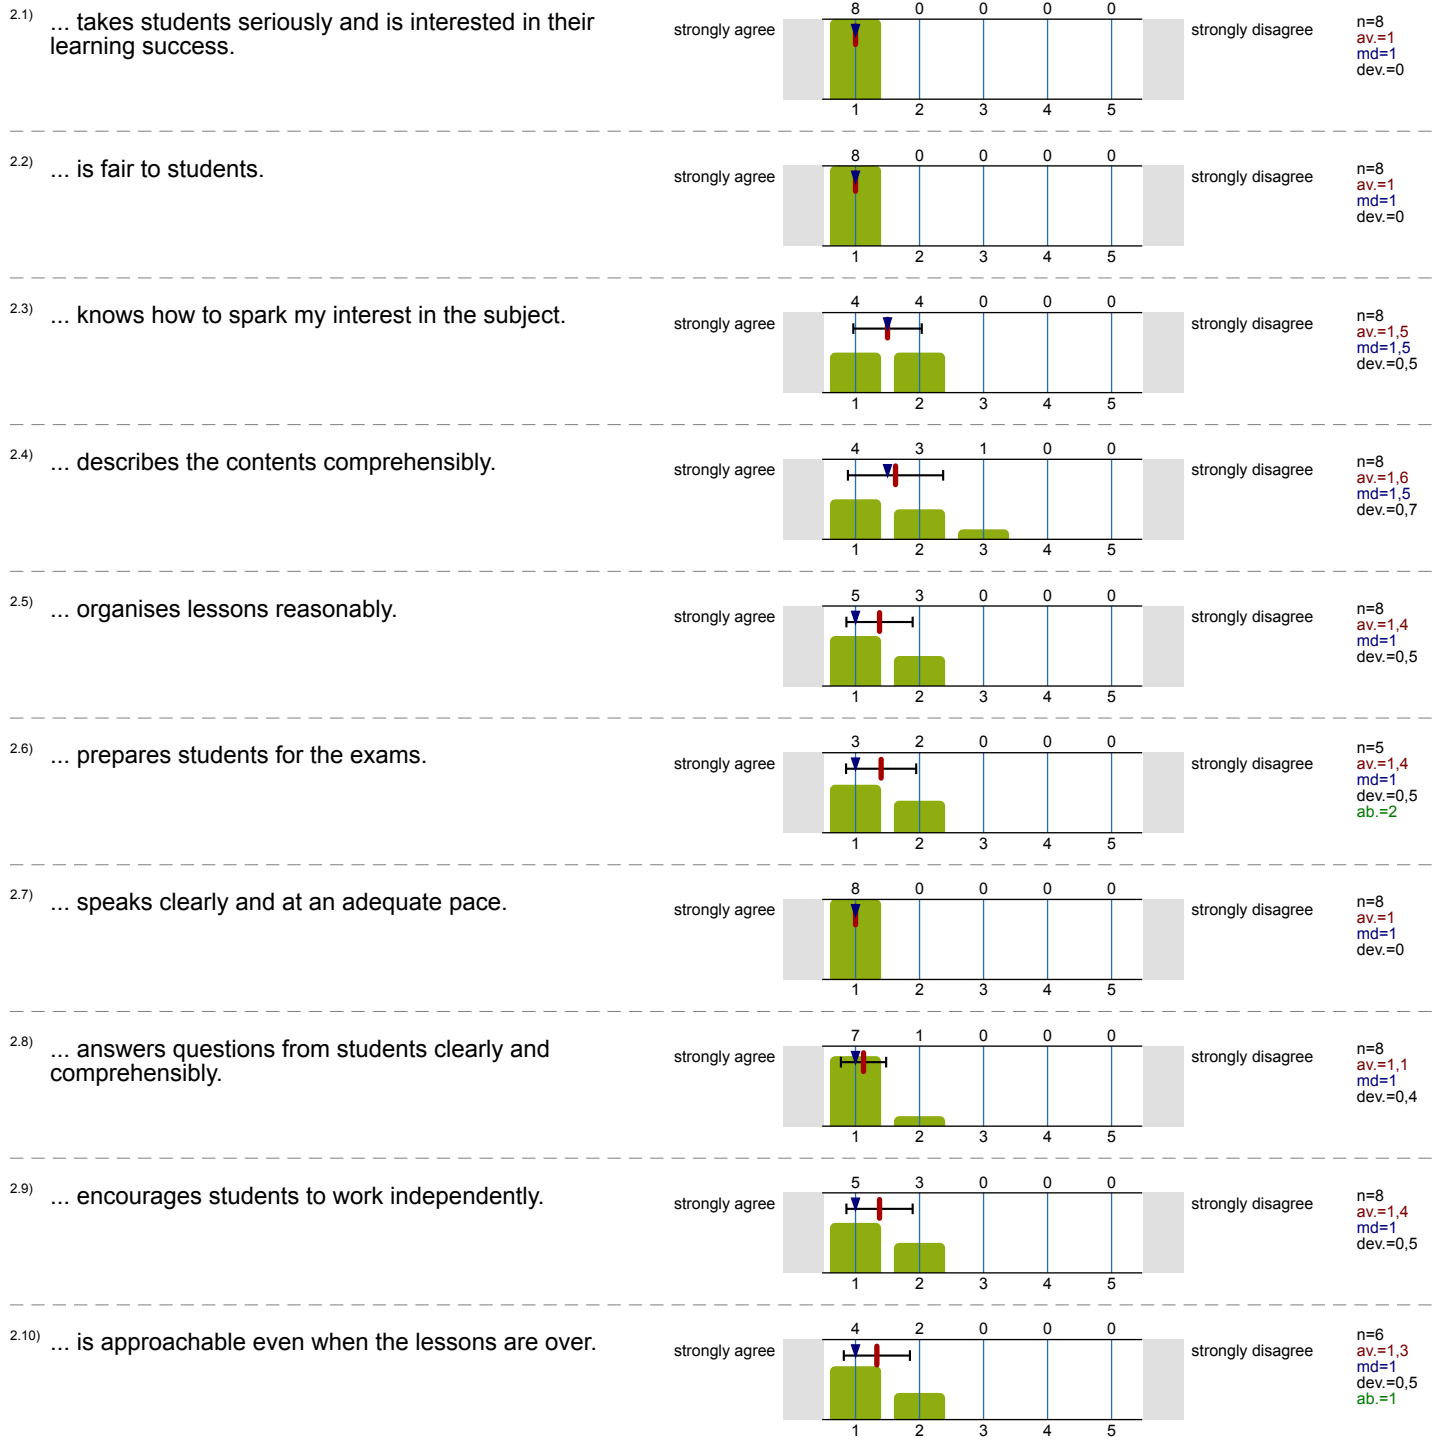 2.1) ... takes students seriously and is interested in their
learning success.
8 0 0 0 0
strongly agree
strongly disagree
1 2 3 4 5
n=8
av.=1
md=1
dev.=0
2.2) ... is fair to students.
8 0 0 0 0
strongly agree
strongly disagree
1 2 3 4 5
n=8
av.=1
md=1
dev.=0
2.3) ... knows how to spark my interest in the subject.
4 4 0 0 0
strongly agree
strongly disagree
1 2 3 4 5
n=8
av.=1,5
md=1,5
dev.=0,5
2.4) ... describes the contents comprehensibly.
4 3 1 0 0
strongly agree
strongly disagree
1 2 3 4 5
n=8
av.=1,6
md=1,5
dev.=0,7
2.5) ... organises lessons reasonably.
5 3 0 0 0
strongly agree
strongly disagree
1 2 3 4 5
n=8
av.=1,4
md=1
dev.=0,5
2.6) ... prepares students for the exams.
3 2 0 0 0
strongly agree
strongly disagree
1 2 3 4 5
n=5
av.=1,4
md=1
dev.=0,5
ab.=2
2.7) ... speaks clearly and at an adequate pace.
8 0 0 0 0
strongly agree
strongly disagree
1 2 3 4 5
n=8
av.=1
md=1
dev.=0
2.8) ... answers questions from students clearly and
comprehensibly.
7 1 0 0 0
strongly agree
strongly disagree
1 2 3 4 5
n=8
av.=1,1
md=1
dev.=0,4
2.9) ... encourages students to work independently.
5 3 0 0 0
strongly agree
strongly disagree
1 2 3 4 5
n=8
av.=1,4
md=1
dev.=0,5
2.10) ... is approachable even when the lessons are over.
4 2 0 0 0
strongly agree
strongly disagree
1 2 3 4 5
n=6
av.=1,3
md=1
dev.=0,5
ab.=1